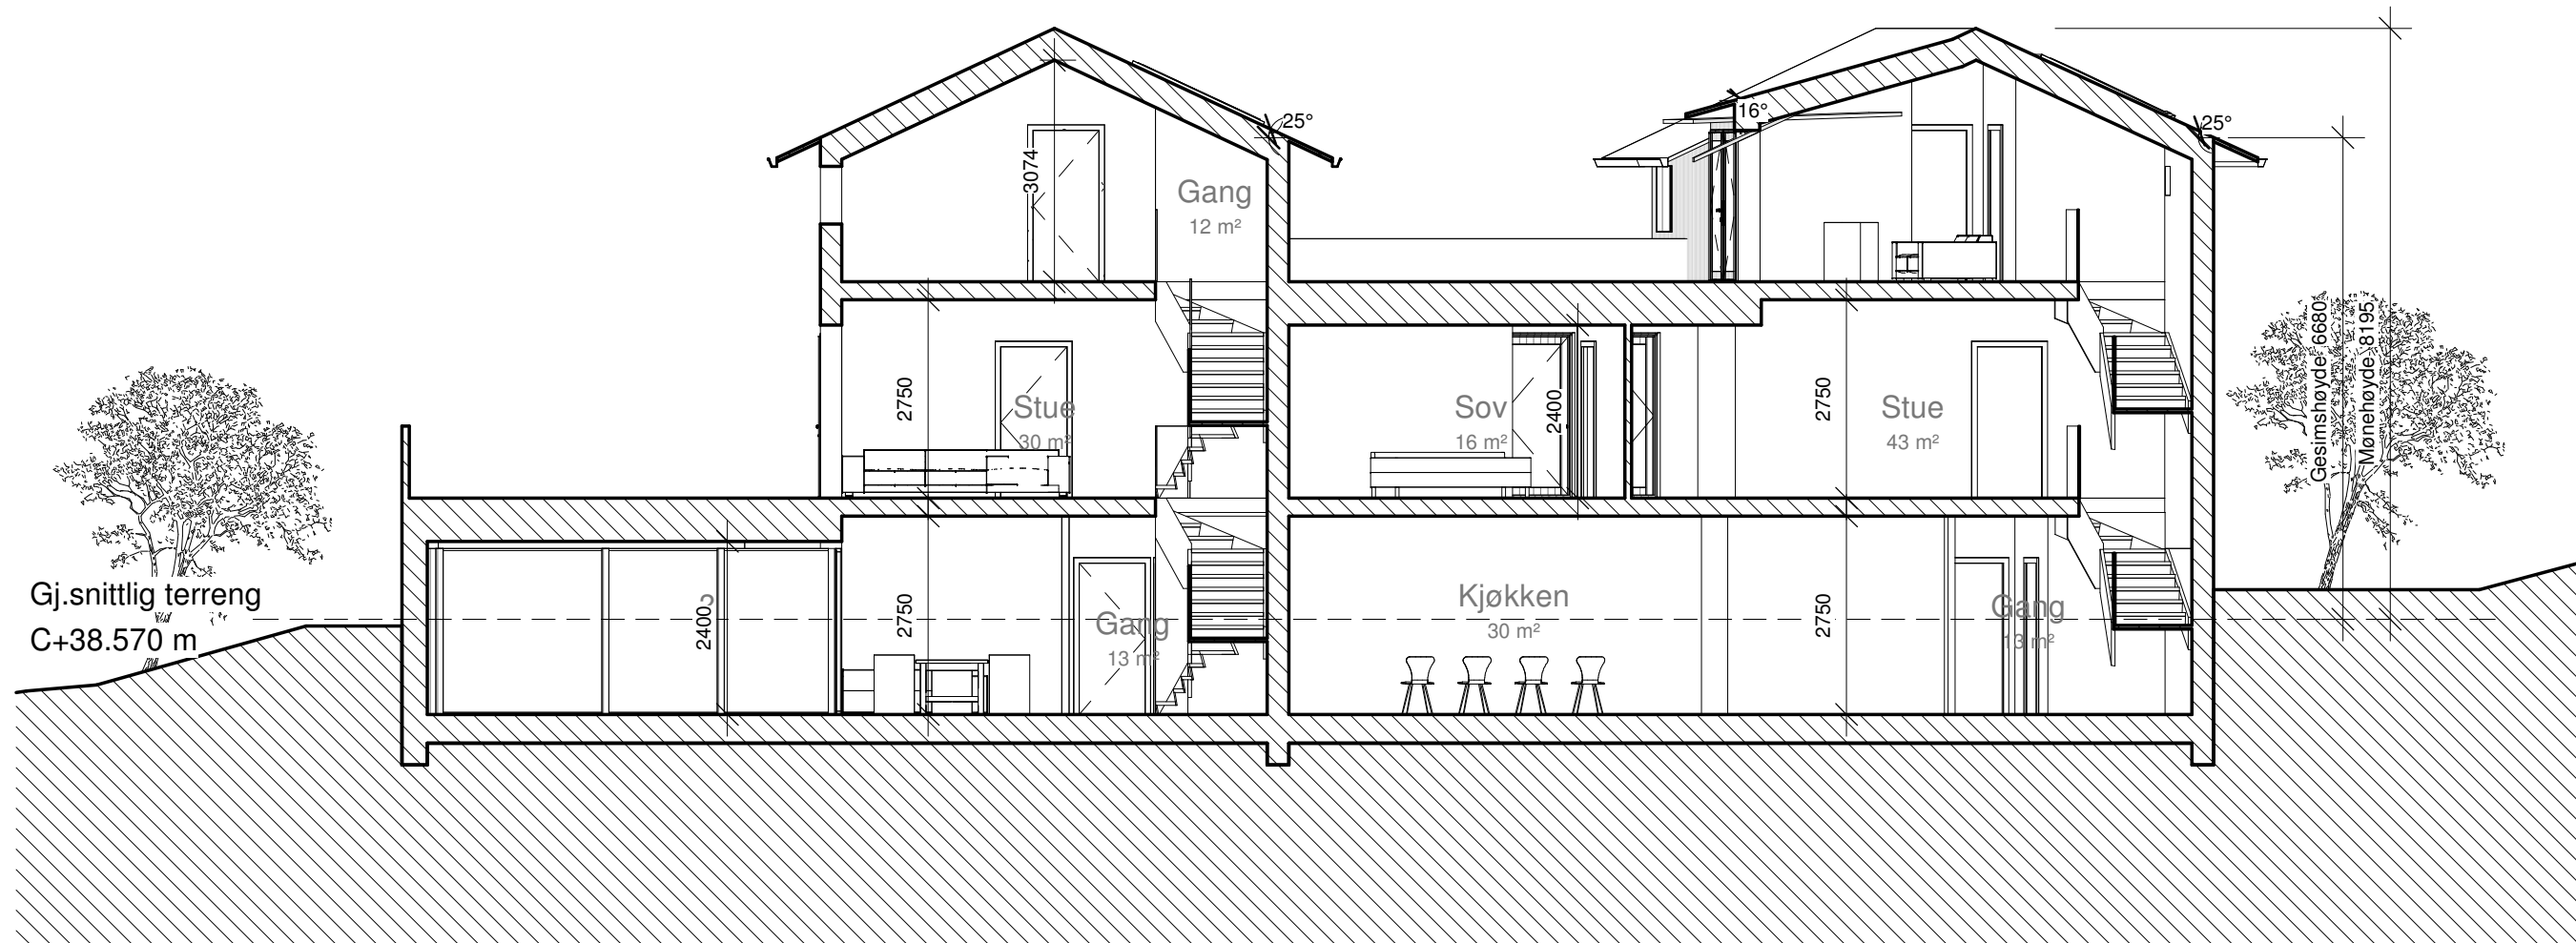 25°
16°
25°
3074
Gang
12 m²
Gesimshøyde 6680
Mønehøyde 8195
2750
Stue
30 m²
Sov
16 m²
2400
2750
Stue
43 m²
Gj.snittlig terreng
C+38.570 m
2400
2750
Gang
13 m²
Kjøkken
30 m²
2750
Gang
13 m²